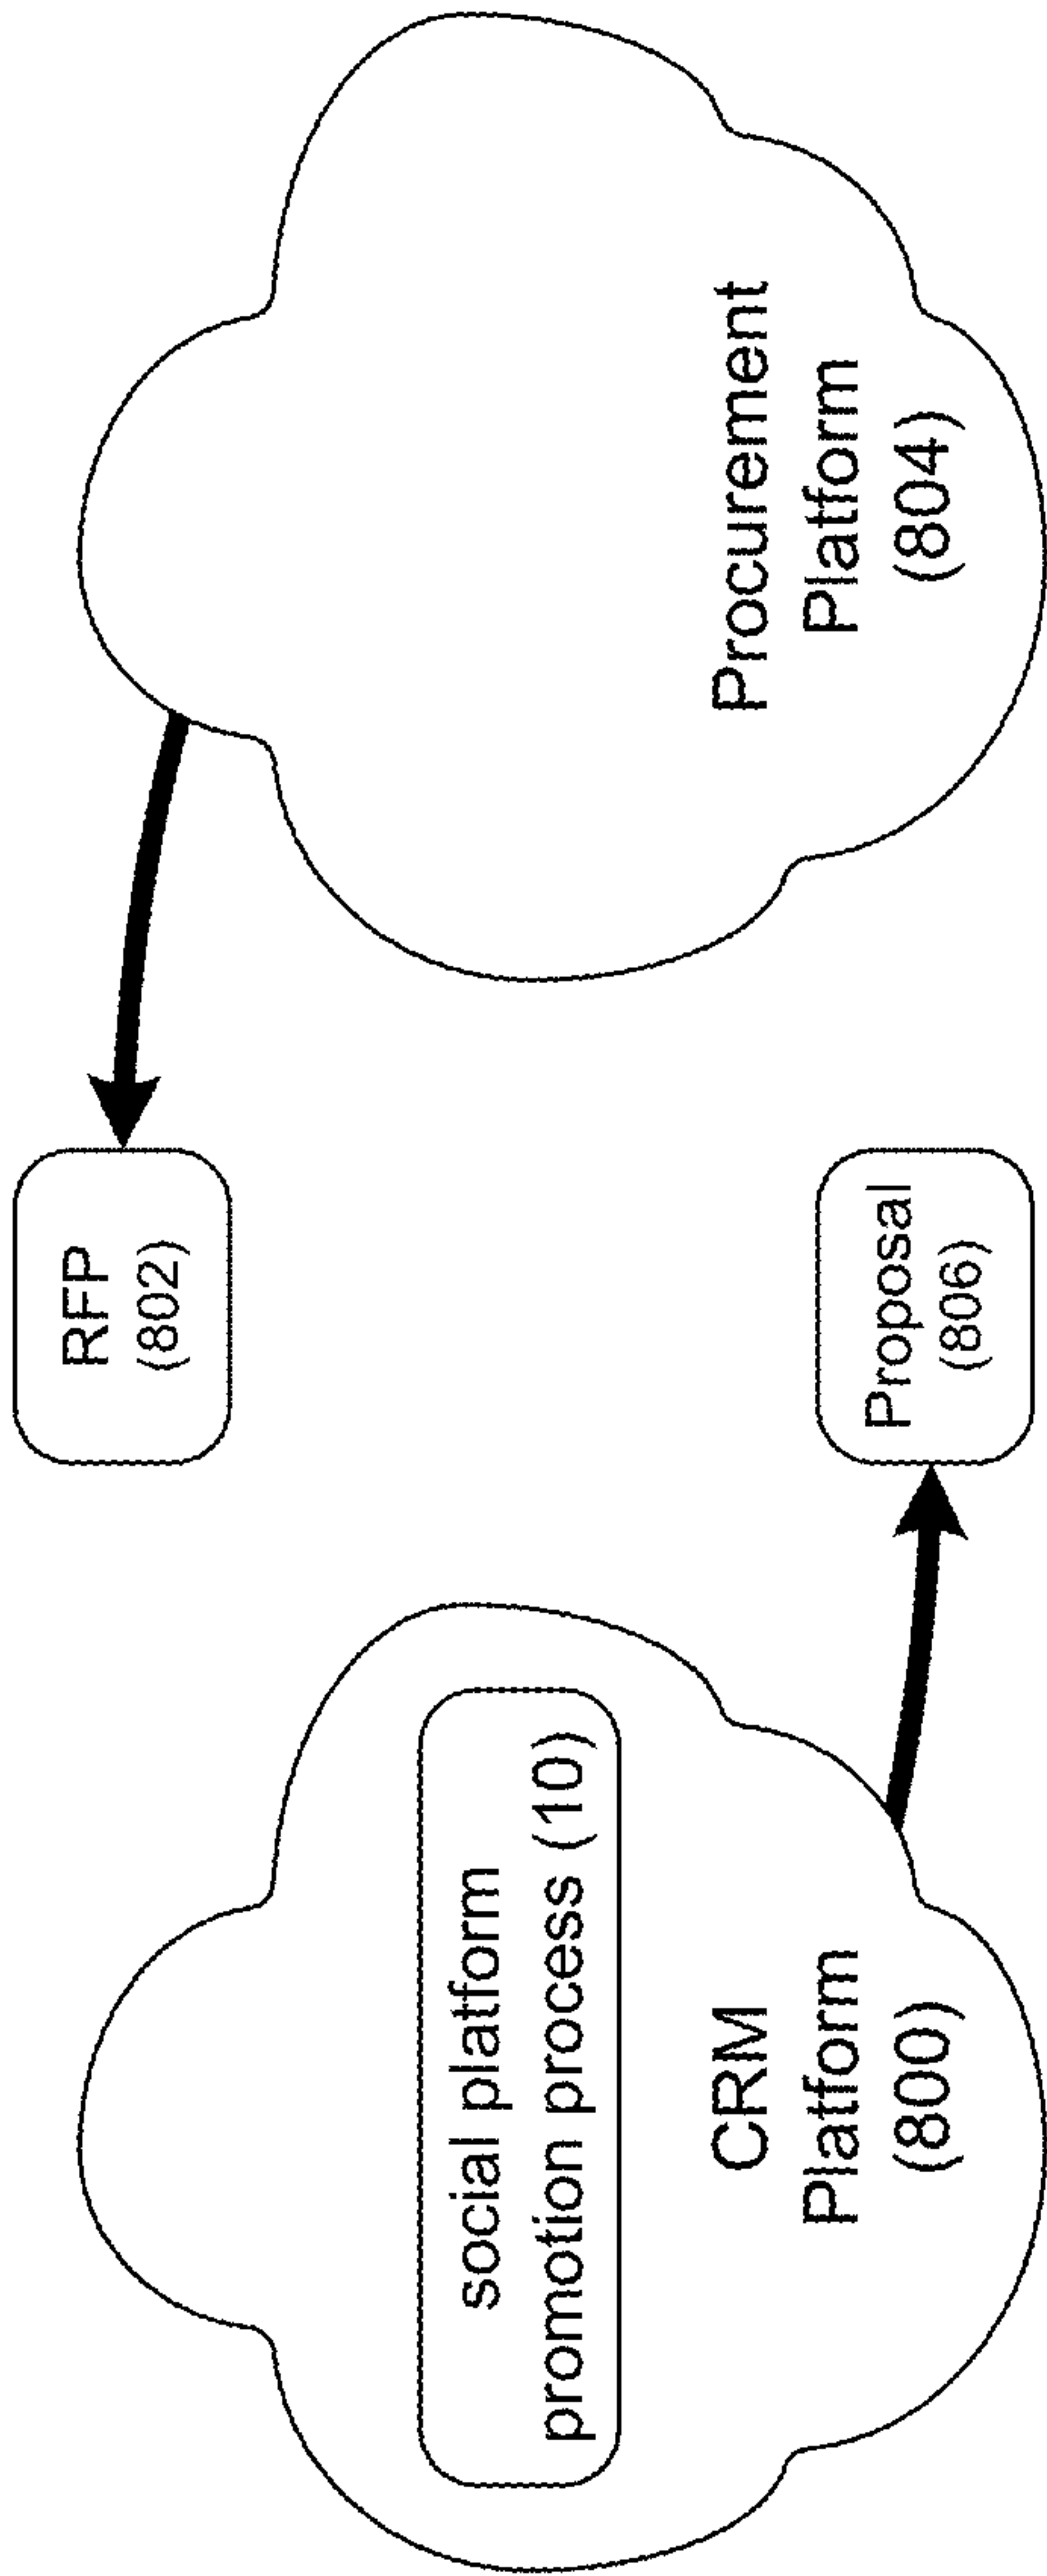 RFP
(802)
social platform
promotion process (10)
CRM
Platform
(800)
Proposal
(806)
Procurement
Platform
(804)